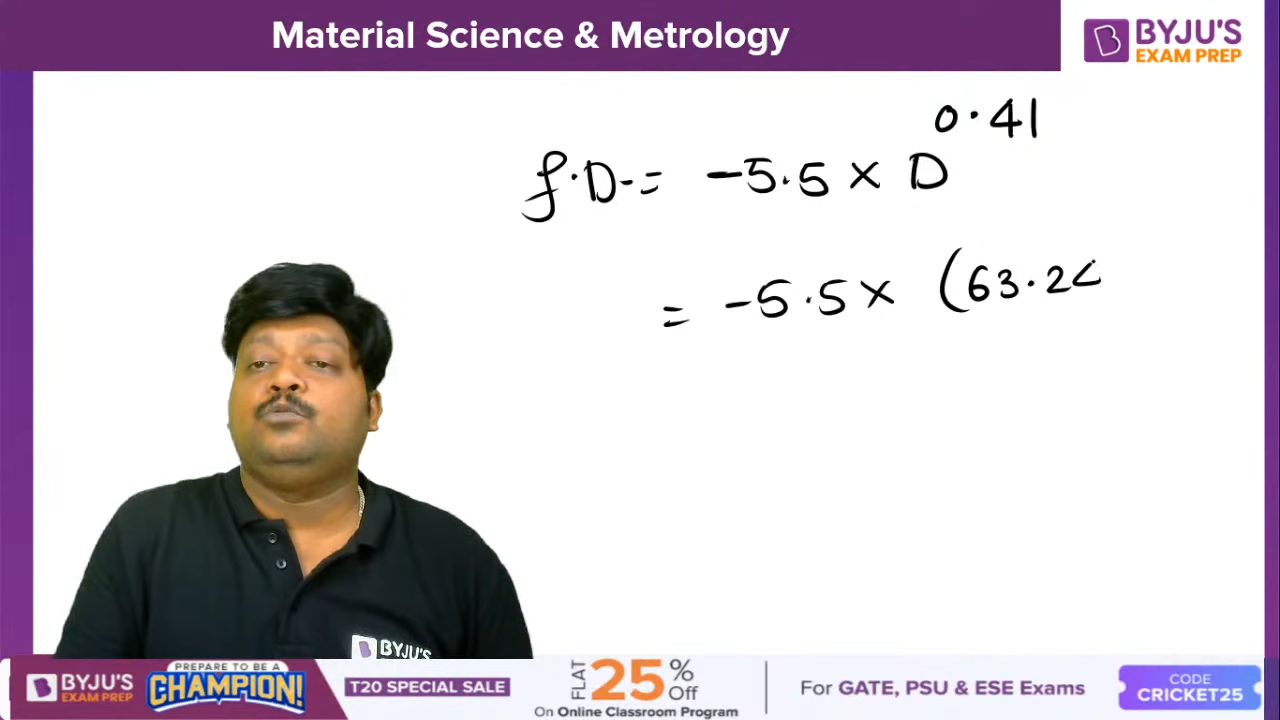 Material Science & Metrology
BYJU'S
EXAM PREP
f.D.= -5.5 × D^0.41
= -5.5 × (63.24
BYJU'S
BYJU'S
EXAM PREP
PREPARE TO BE A
CHAMPION!
T20 SPECIAL SALE
FLAT 25% Off
On Online Classroom Program
For GATE, PSU & ESE Exams
CODE
CRICKET25